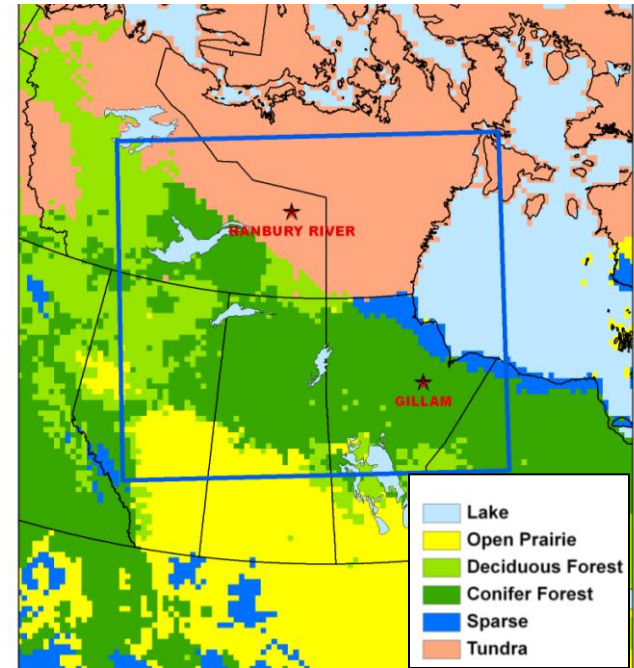 HANBURY RIVER
GILLAM
Lake
Open Prairie
Deciduous Forest
Conifer Forest
Sparse
Tundra